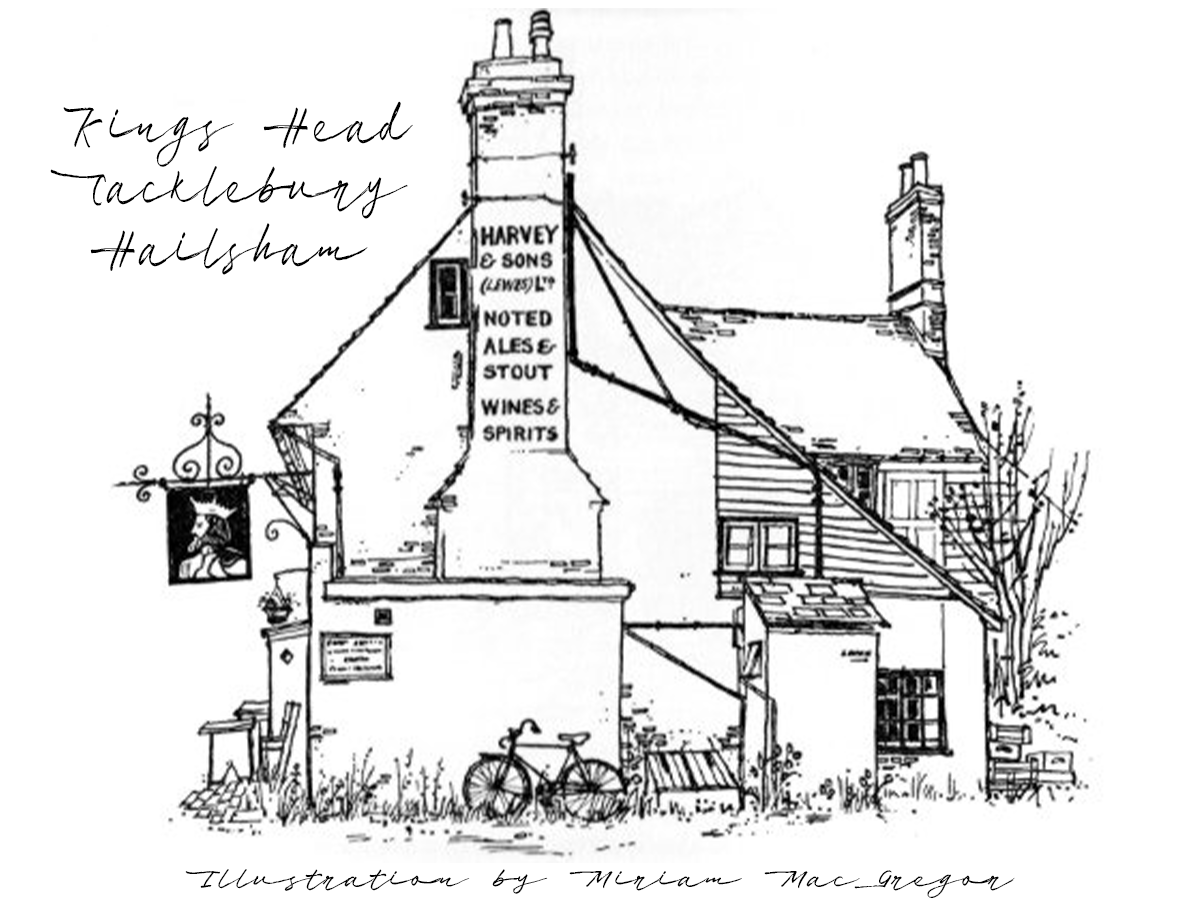 Kings Head
Tacklebury
Hailsham
HARVEY
& SONS
(LEWES) LTD
NOTED
ALES &
STOUT
WINES &
SPIRITS
Illustration by Miriam Mac_Gregor